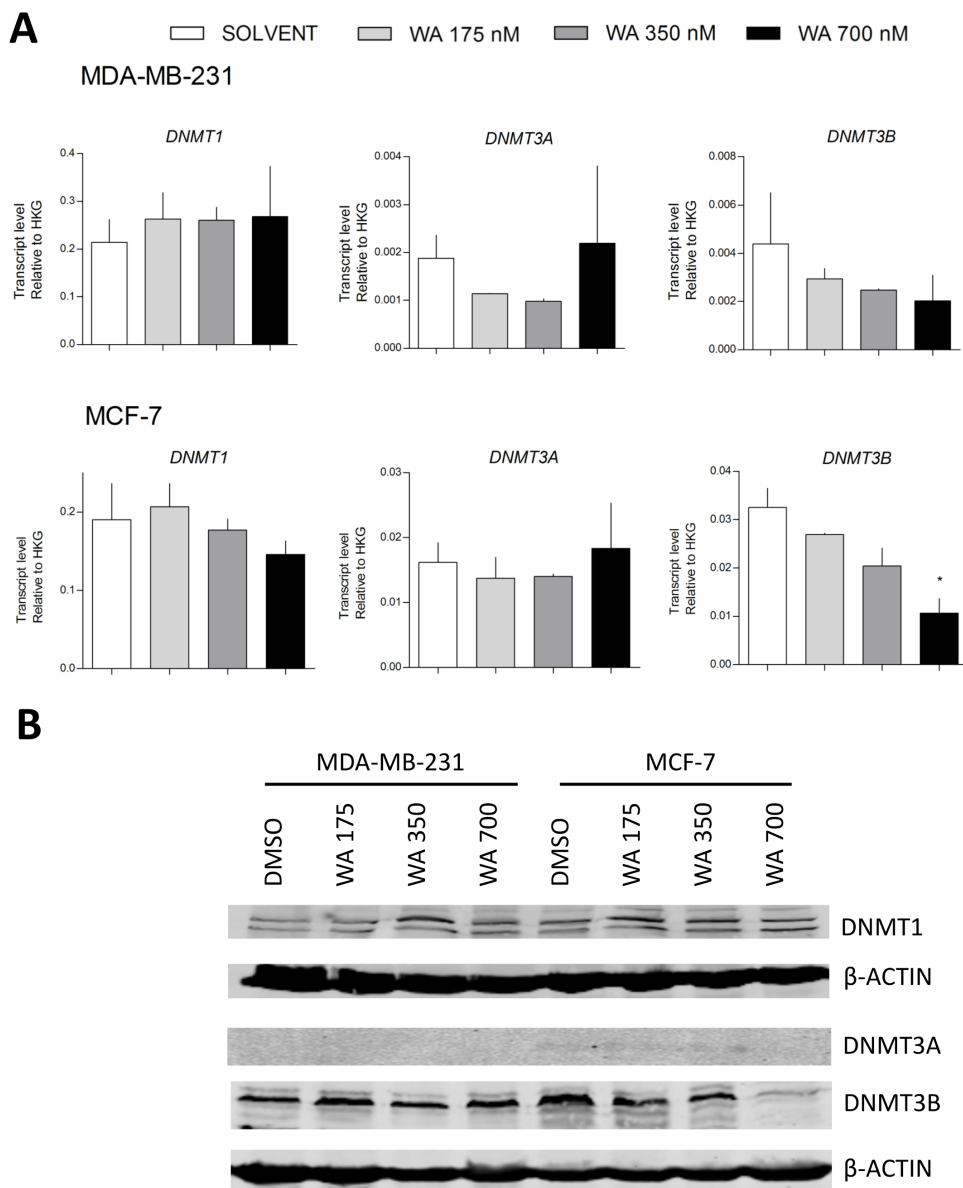 A
SOLVENT WA 175 nM WA 350 nM WA 700 nM
MDA-MB-231
DNMT1 DNMT3A DNMT3B
Transcript level
Relative to HKG
0.4
0.3
0.2
0.1
0.0
Transcript level
Relative to HKG
0.004
0.003
0.002
0.001
0.000
Transcript level
Relative to HKG
0.008
0.006
0.004
0.002
0.000
MCF-7
DNMT1 DNMT3A DNMT3B
Transcript level
Relative to HKG
0.2
0.1
0.0
Transcript level
Relative to HKG
0.03
0.02
0.01
0.00
Transcript level
Relative to HKG
0.04
0.03
0.02
0.01
0.00
*
B
MDA-MB-231 MCF-7
DMSO WA 175 WA 350 WA 700 DMSO WA 175 WA 350 WA 700
DNMT1
β-ACTIN
DNMT3A
DNMT3B
β-ACTIN